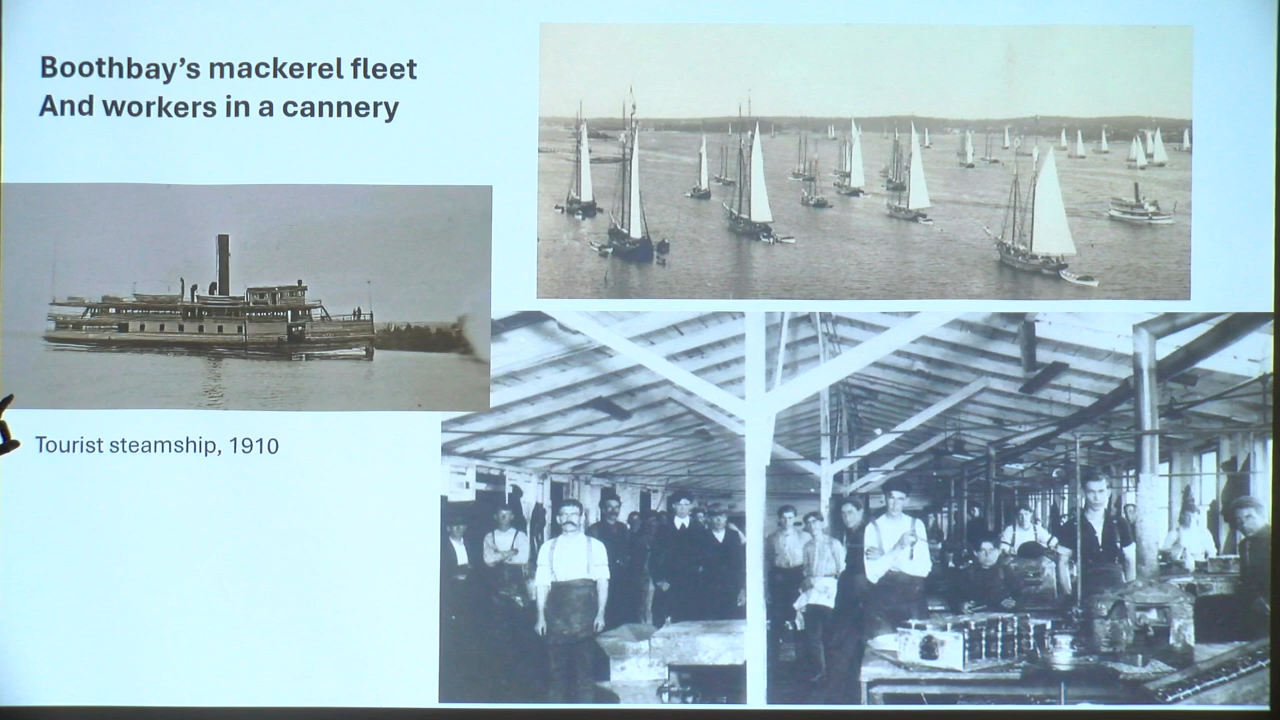 Boothbay’s mackerel fleet
And workers in a cannery
Tourist steamship, 1910